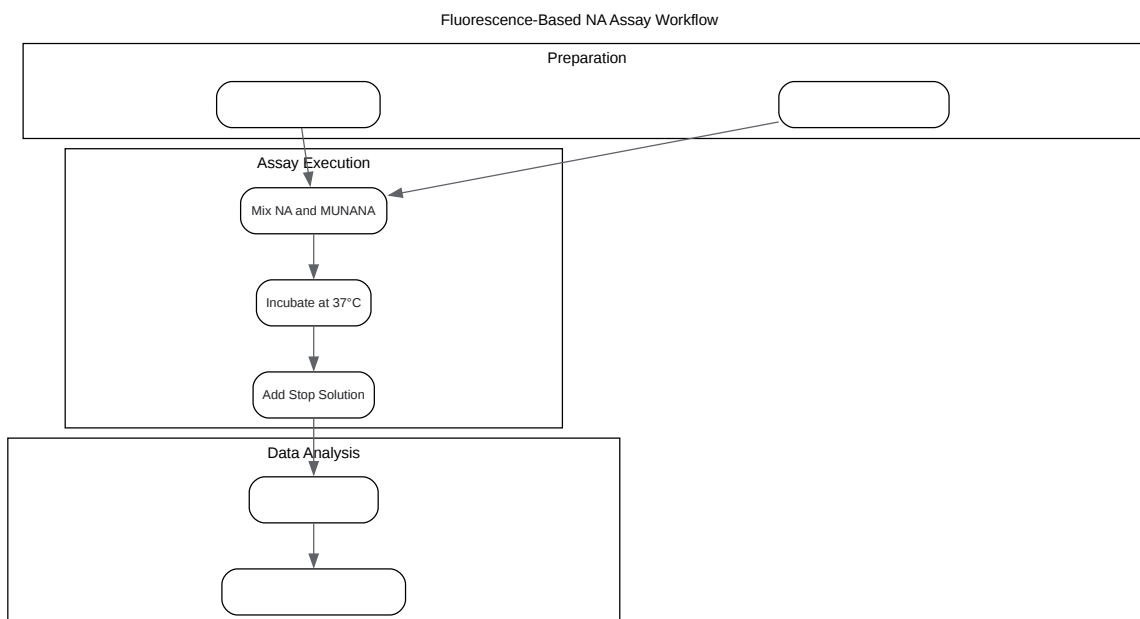 Fluorescence-Based NA Assay Workflow
Preparation
Assay Execution
Mix NA and MUNANA
Incubate at 37°C
Add Stop Solution
Data Analysis